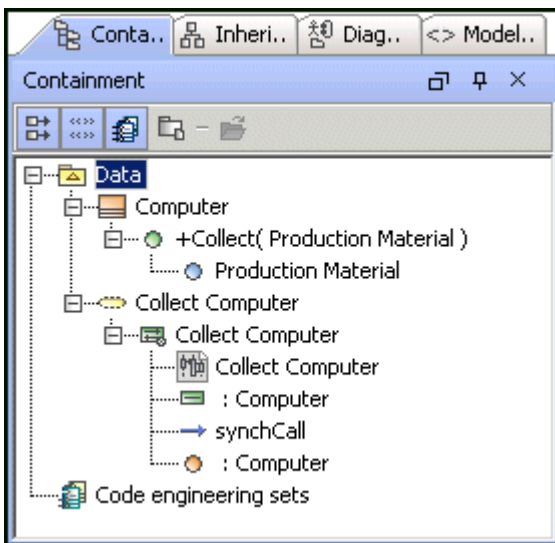 Conta.. Inheri.. Diag.. <> Model..
Containment
Data
Computer
+Collect( Production Material )
Production Material
Collect Computer
Collect Computer
Collect Computer
: Computer
synchCall
: Computer
Code engineering sets